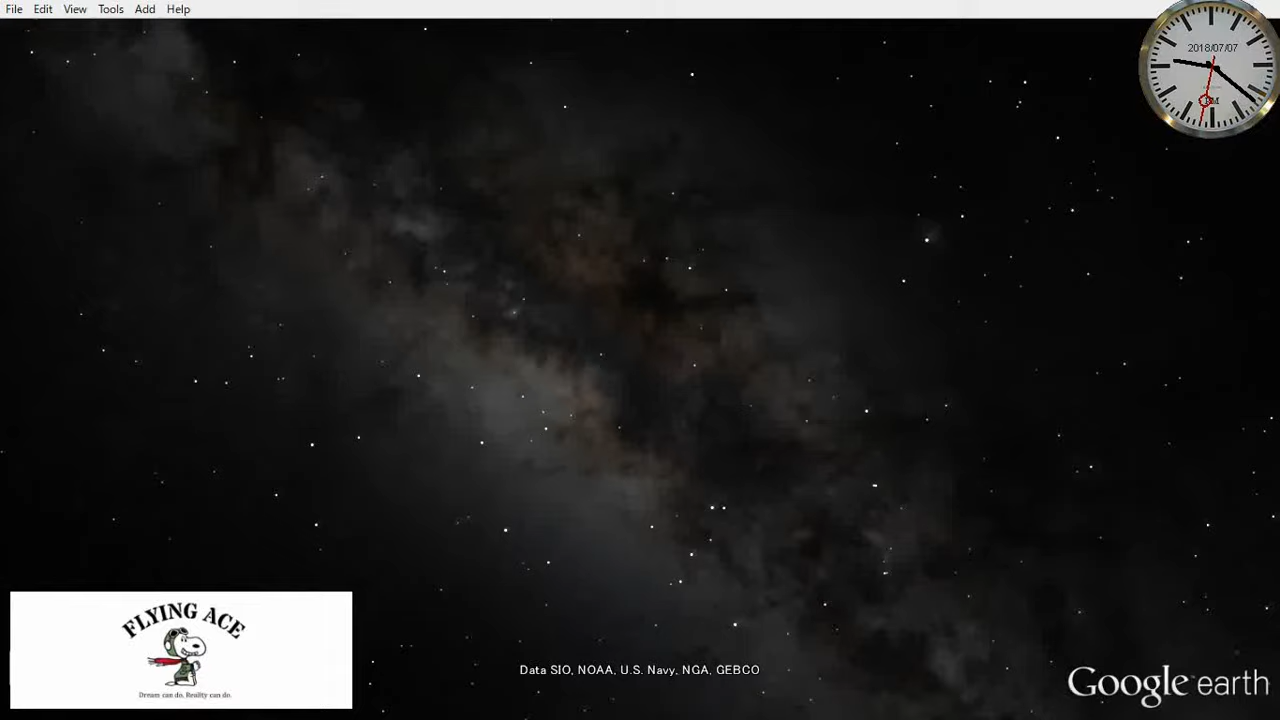 File Edit View Tools Add Help
2018/07/07
FLYING ACE
Dream can do. Reality can do.
Data SIO, NOAA, U.S. Navy, NGA, GEBCO
Google earth